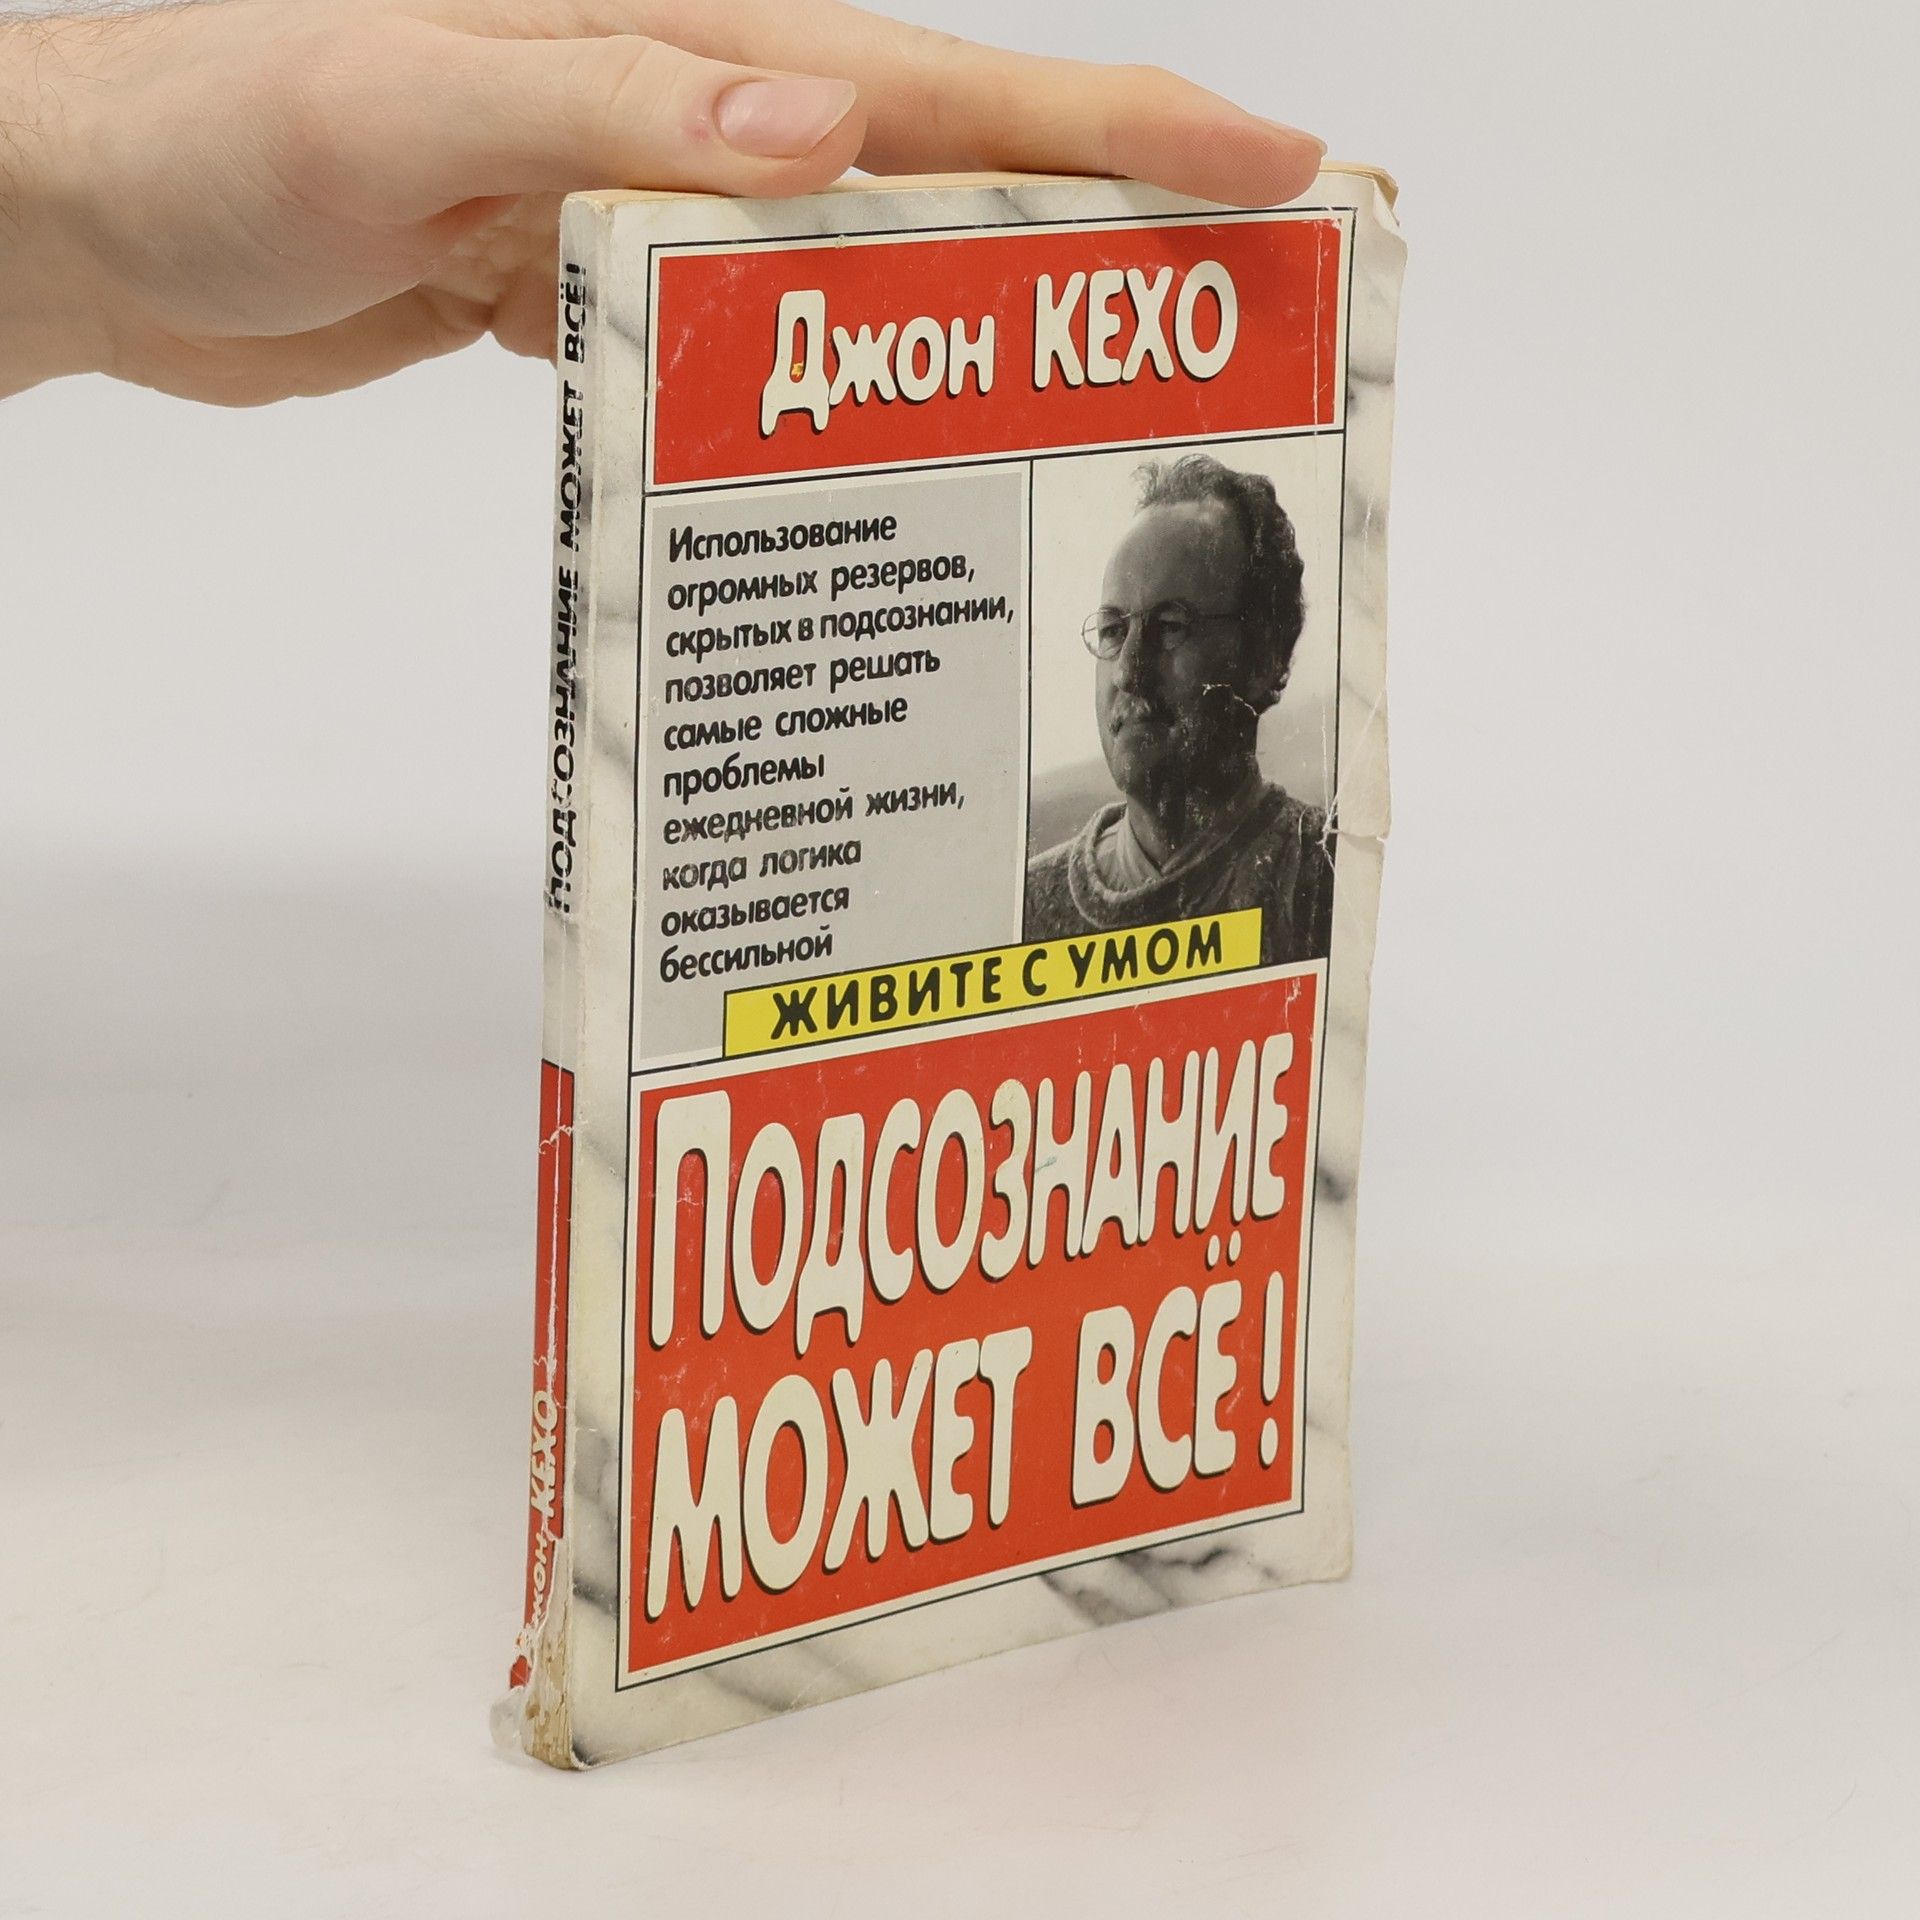 Джон КЕХО
Использование
огромных резервов,
скрытых в подсознании,
позволяет решать
самые сложные
проблемы
ежедневной жизни,
когда логика
оказывается
бессильной
ЖИВИТЕ С УМОМ
ПОДСОЗНАНИЕ
МОЖЕТ ВСЁ!
ПОДСОЗНАНИЕ МОЖЕТ ВСЁ!
Джон КЕХО